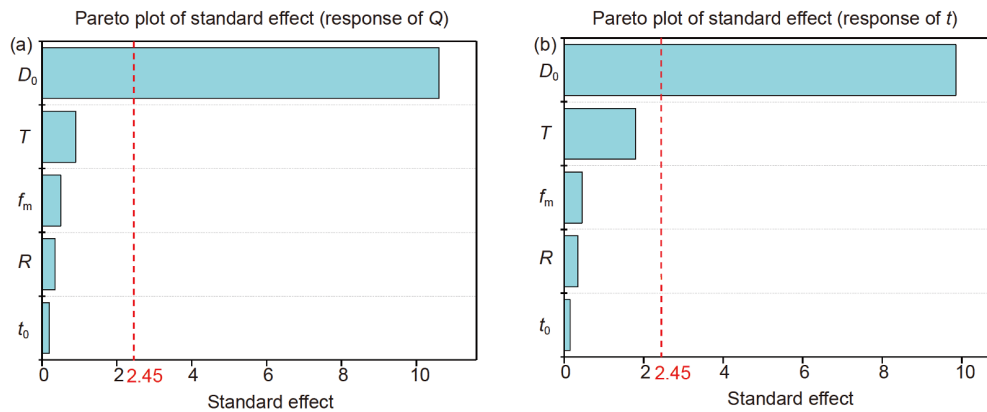 Pareto plot of standard effect (response of Q)
(a)
D₀
T
fₘ
R
t₀
0 2 2.45 4 6 8 10
Standard effect
Pareto plot of standard effect (response of t)
(b)
D₀
T
fₘ
R
t₀
0 2 2.45 4 6 8 10
Standard effect